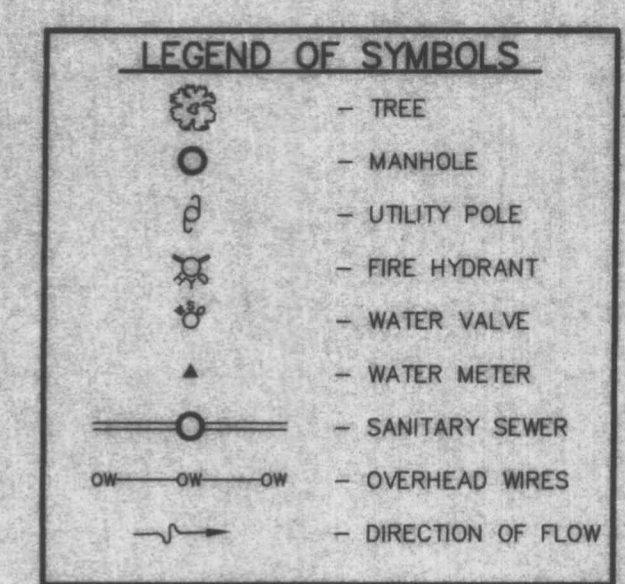 LEGEND OF SYMBOLS
– TREE
– MANHOLE
– UTILITY POLE
– FIRE HYDRANT
– WATER VALVE
– WATER METER
– SANITARY SEWER
OW OW OW – OVERHEAD WIRES
– DIRECTION OF FLOW